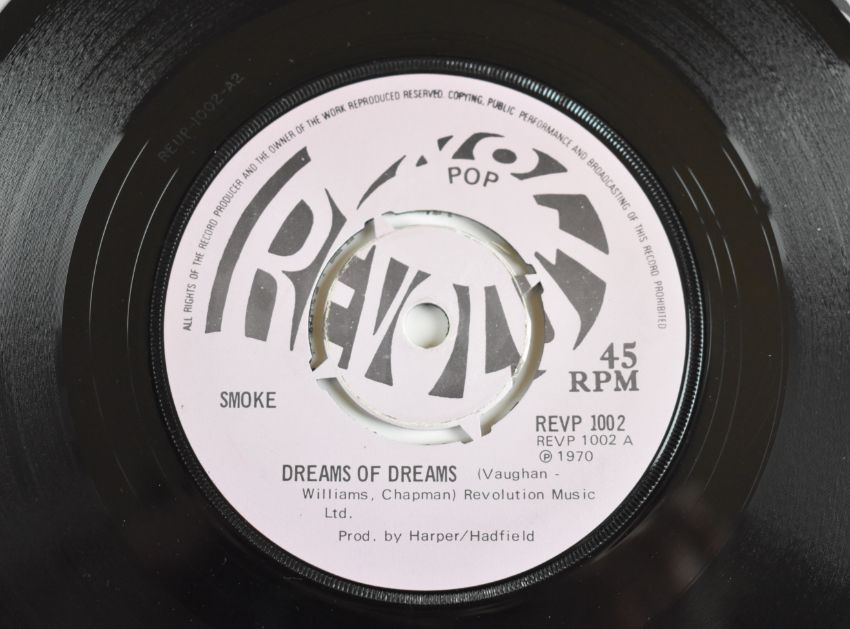 REVP-1002-A2
ALL RIGHTS OF THE RECORD PRODUCER AND THE OWNER OF THE WORK REPRODUCED RESERVED. COPYING, PUBLIC PERFORMANCE AND BROADCASTING OF THIS RECORD PROHIBITED
POP
45
RPM
SMOKE
REVP 1002
REVP 1002 A
℗ 1970
DREAMS OF DREAMS (Vaughan -
Williams, Chapman) Revolution Music
Ltd.
Prod. by Harper/Hadfield